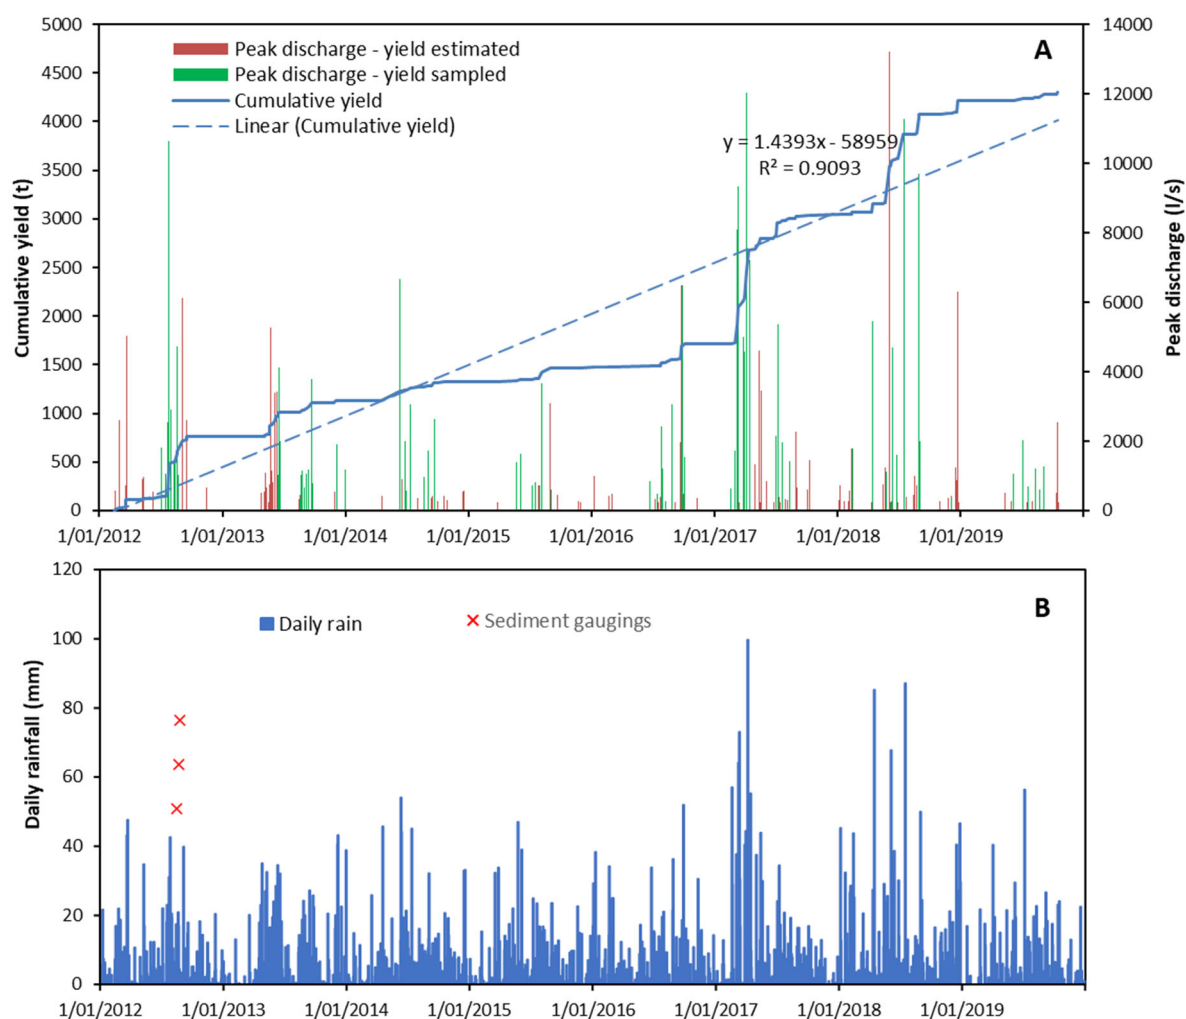 A
Peak discharge - yield estimated
Peak discharge - yield sampled
Cumulative yield
Linear (Cumulative yield)
y = 1.4393x - 58959
R² = 0.9093
Cumulative yield (t)
5000
4500
4000
3500
3000
2500
2000
1500
1000
500
0
Peak discharge (l/s)
14000
12000
10000
8000
6000
4000
2000
0
1/01/2012 1/01/2013 1/01/2014 1/01/2015 1/01/2016 1/01/2017 1/01/2018 1/01/2019
B
Daily rain Sediment gaugings
Daily rainfall (mm)
120
100
80
60
40
20
0
1/01/2012 1/01/2013 1/01/2014 1/01/2015 1/01/2016 1/01/2017 1/01/2018 1/01/2019